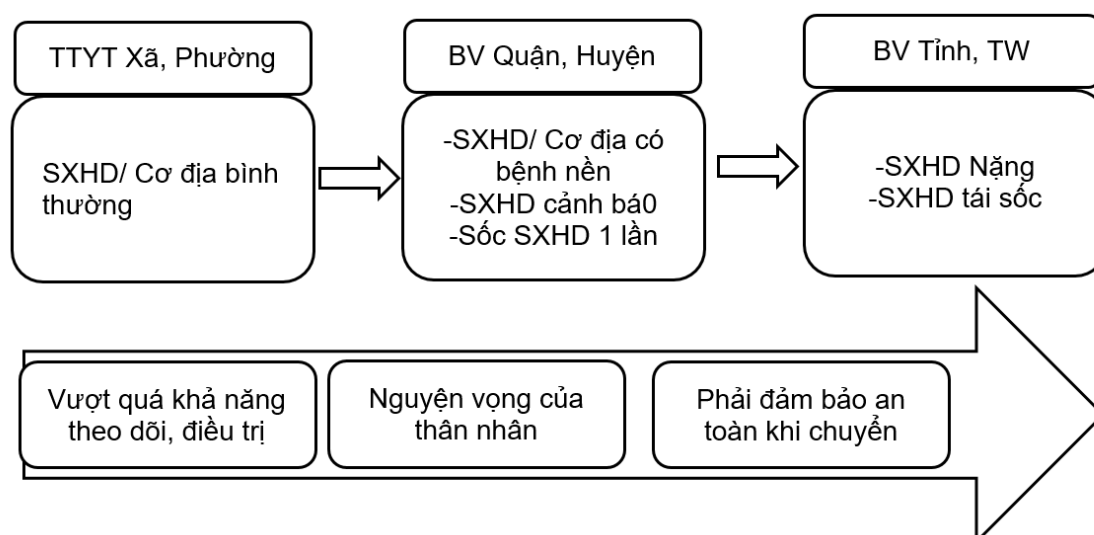 TTYT Xã, Phường
SXHD/ Cơ địa bình
thường
BV Quận, Huyện
-SXHD/ Cơ địa có
bệnh nền
-SXHD cảnh bá0
-Sốc SXHD 1 lần
BV Tỉnh, TW
-SXHD Nặng
-SXHD tái sốc
Vượt quá khả năng
theo dõi, điều trị
Nguyện vọng của
thân nhân
Phải đảm bảo an
toàn khi chuyển